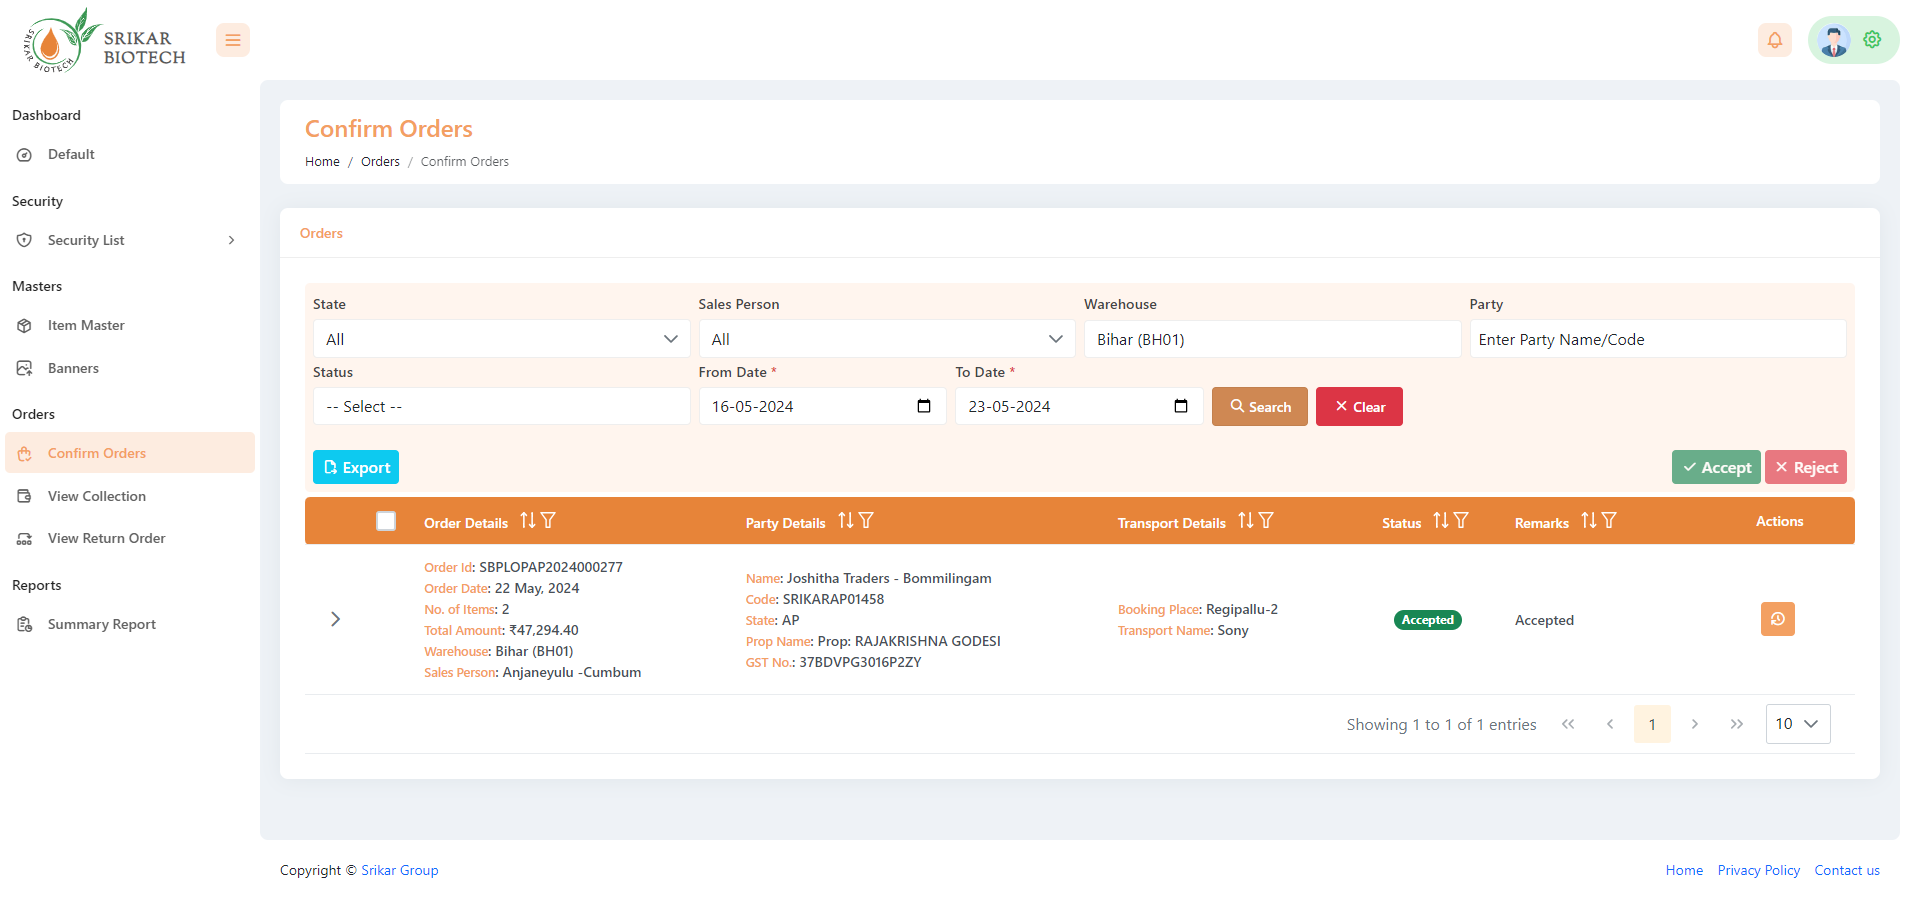 SRIKAR BIOTECH
SRIKAR
BIOTECH
Dashboard
Default
Security
Security List
Masters
Item Master
Banners
Orders
Confirm Orders
View Collection
View Return Order
Reports
Summary Report
Confirm Orders
Home / Orders / Confirm Orders
Orders
State Sales Person Warehouse Party
All All Bihar (BH01) Enter Party Name/Code
Status From Date * To Date *
-- Select -- 16-05-2024 23-05-2024 Search Clear
Export Accept Reject
Order Details Party Details Transport Details Status Remarks Actions
Order Id: SBPLOPAP2024000277
Order Date: 22 May, 2024
No. of Items: 2
Total Amount: ₹47,294.40
Warehouse: Bihar (BH01)
Sales Person: Anjaneyulu -Cumbum
Name: Joshitha Traders - Bommilingam
Code: SRIKARAP01458
State: AP
Prop Name: Prop: RAJAKRISHNA GODESI
GST No.: 37BDVPG3016P2ZY
Booking Place: Regipallu-2
Transport Name: Sony
Accepted
Accepted
Showing 1 to 1 of 1 entries << < 1 > >> 10
Copyright © Srikar Group
Home Privacy Policy Contact us